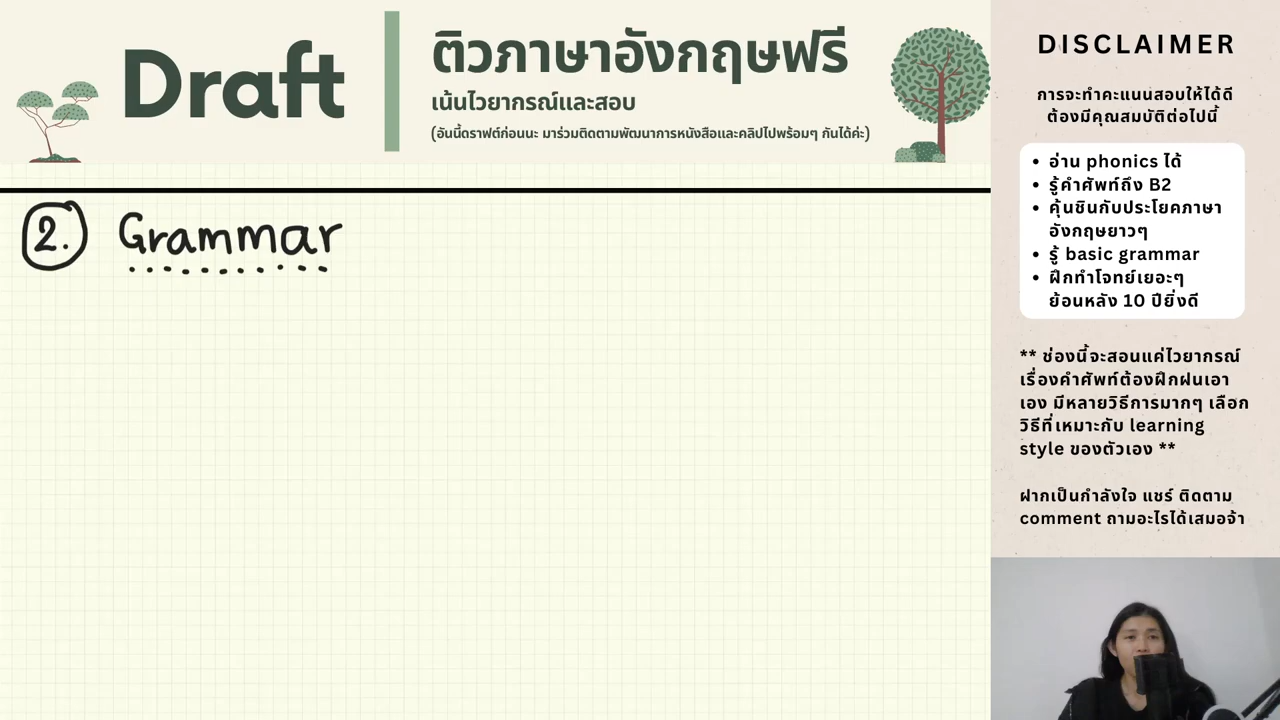 Draft
ติวภาษาอังกฤษฟรี
เน้นไวยากรณ์และสอบ
(อันนี้ดราฟต์ก่อนนะ มาร่วมติดตามพัฒนาการหนังสือและคลิปไปพร้อมๆ กันได้ค่ะ)
2. Grammar
DISCLAIMER
การจะทำคะแนนสอบให้ได้ดี
ต้องมีคุณสมบัติต่อไปนี้
• อ่าน phonics ได้
• รู้คำศัพท์ถึง B2
• คุ้นชินกับประโยคภาษา
อังกฤษยาวๆ
• รู้ basic grammar
• ฝึกทำโจทย์เยอะๆ
ย้อนหลัง 10 ปียิ่งดี
** ช่องนี้จะสอนแค่ไวยากรณ์
เรื่องคำศัพท์ต้องฝึกฝนเอา
เอง มีหลายวิธีการมากๆ เลือก
วิธีที่เหมาะกับ learning
style ของตัวเอง **
ฝากเป็นกำลังใจ แชร์ ติดตาม
comment ถามอะไรได้เสมอจ้า